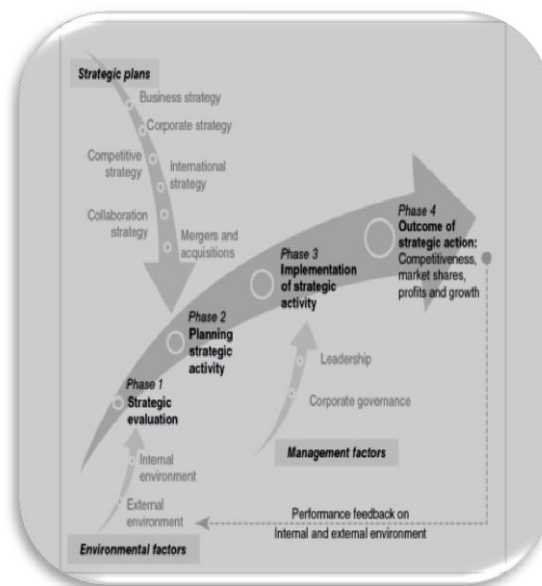 Strategic plans
Business strategy
Corporate strategy
Competitive
strategy
International
strategy
Collaboration
strategy
Mergers and
acquisitions
Phase 4
Outcome of
strategic action:
Competitiveness,
market shares,
profits and growth
Phase 3
Implementation
of strategic
activity
Phase 2
Planning
strategic
activity
Phase 1
Strategic
evaluation
Leadership
Corporate governance
Management factors
Internal
environment
External
environment
Environmental factors
Performance feedback on
Internal and external environment